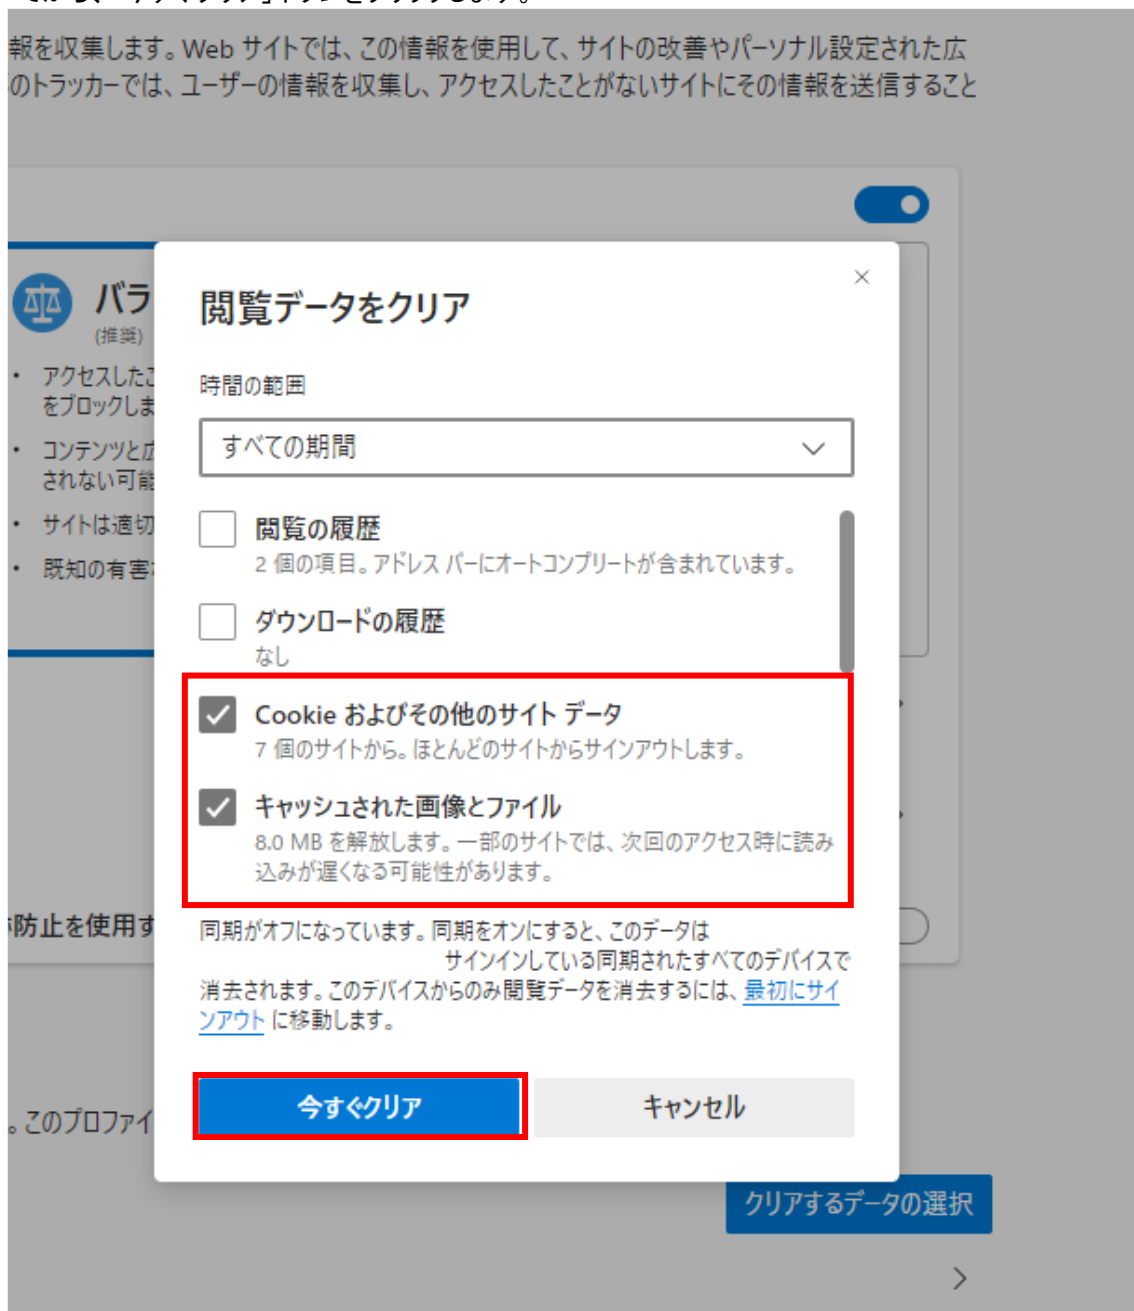 報を収集します。Web サイトでは、この情報を使用して、サイトの改善やパーソナル設定された広
のトラッカーでは、ユーザーの情報を収集し、アクセスしたことがないサイトにその情報を送信すること
バラ
(推奨)
• アクセスしたこ
をブロックしま
• コンテンツと広
されない可能
• サイトは適切
• 既知の有害
閲覧データをクリア
時間の範囲
すべての期間
閲覧の履歴
2 個の項目。アドレス バーにオートコンプリートが含まれています。
ダウンロードの履歴
なし
Cookie およびその他のサイト データ
7 個のサイトから。ほとんどのサイトからサインアウトします。
キャッシュされた画像とファイル
8.0 MB を解放します。一部のサイトでは、次回のアクセス時に読み
込みが遅くなる可能性があります。
同期がオフになっています。同期をオンにすると、このデータは
サインインしている同期されたすべてのデバイスで
消去されます。このデバイスからのみ閲覧データを消去するには、最初にサイ
ンアウト に移動します。
今すぐクリア
キャンセル
防止を使用す
。このプロファイ
クリアするデータの選択